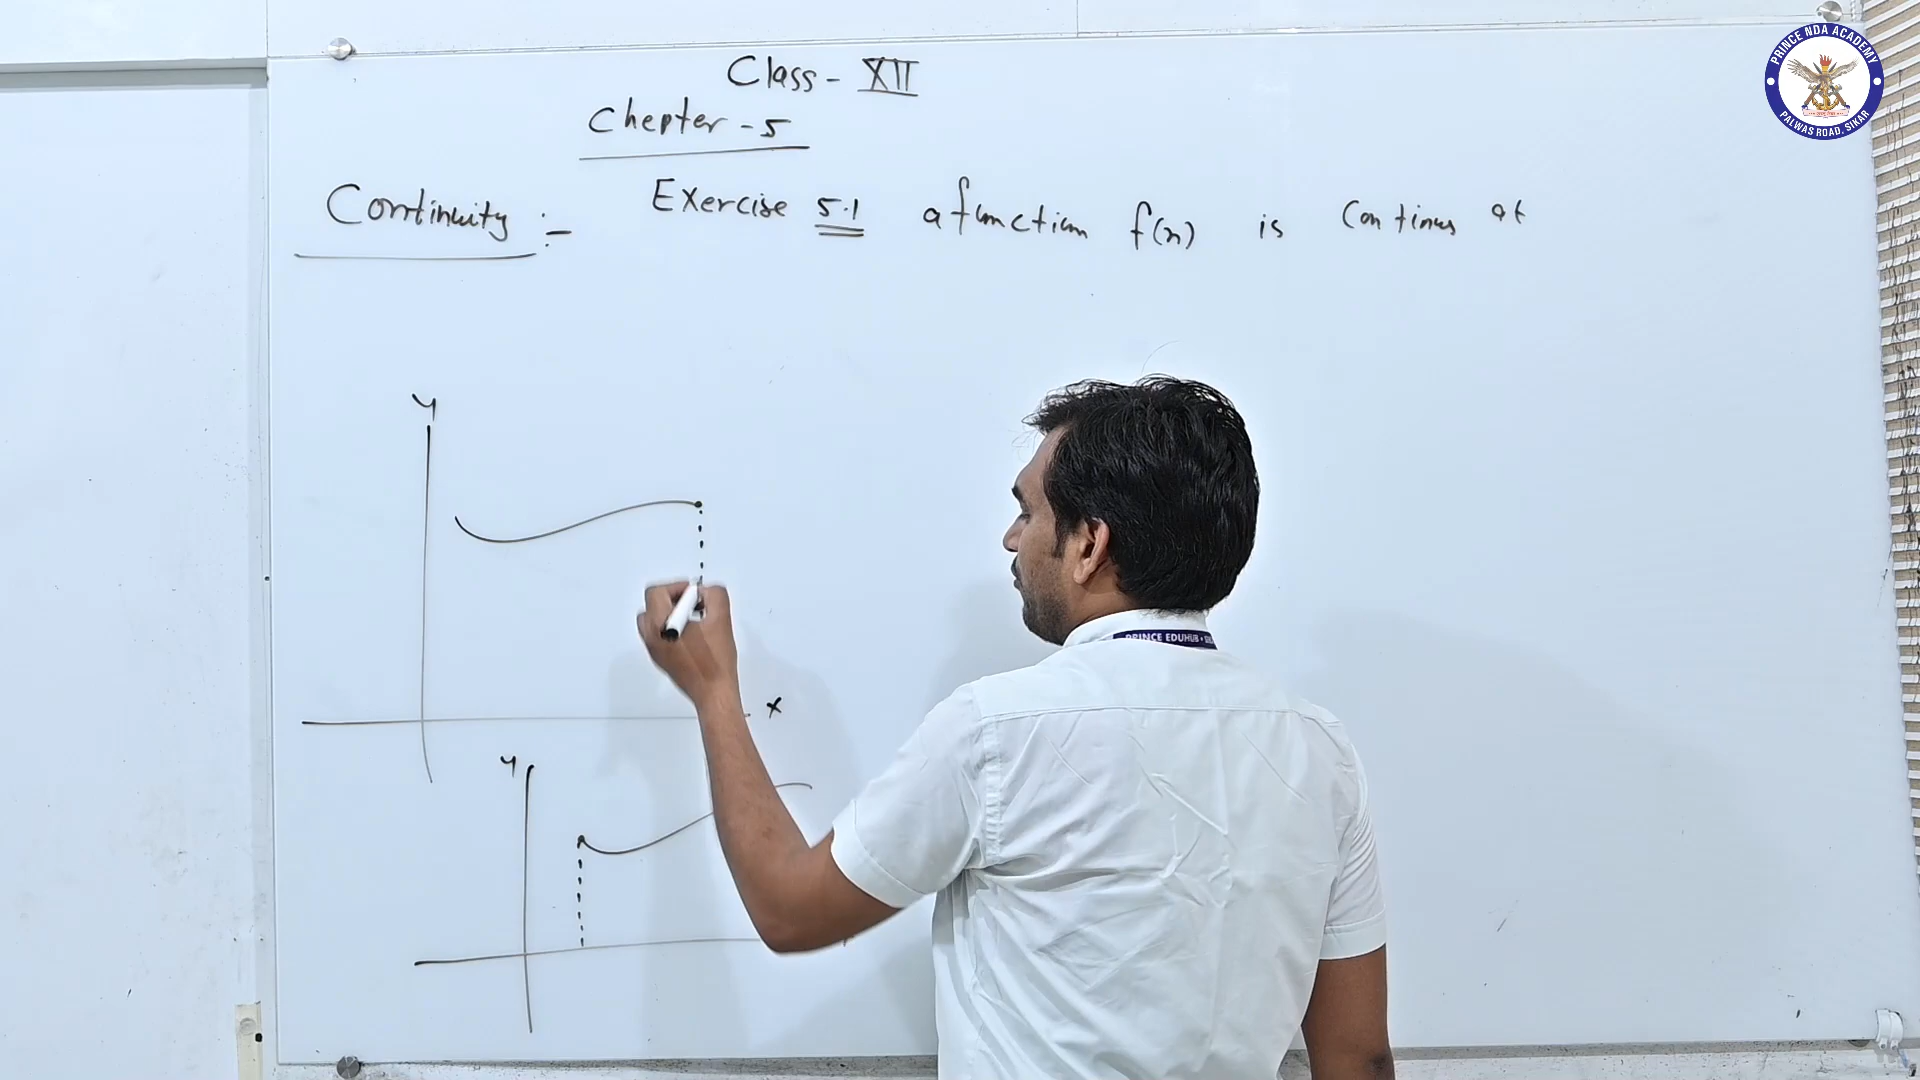 Class - XII
Chepter - 5
Continuity :- Exercise 5.1 a function f(x) is Continus at
y
x
y
PRINCE NDA ACADEMY
PALWAS ROAD, SIKAR
PRINCE EDUHUB